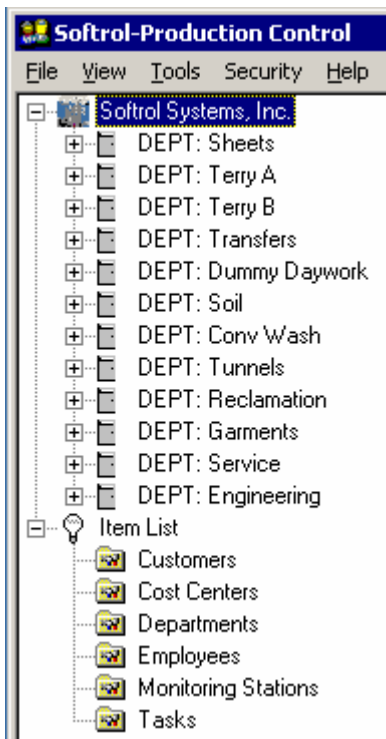 Softrol-Production Control
File View Tools Security Help
Softrol Systems, Inc.
DEPT: Sheets
DEPT: Terry A
DEPT: Terry B
DEPT: Transfers
DEPT: Dummy Daywork
DEPT: Soil
DEPT: Conv Wash
DEPT: Tunnels
DEPT: Reclamation
DEPT: Garments
DEPT: Service
DEPT: Engineering
Item List
Customers
Cost Centers
Departments
Employees
Monitoring Stations
Tasks